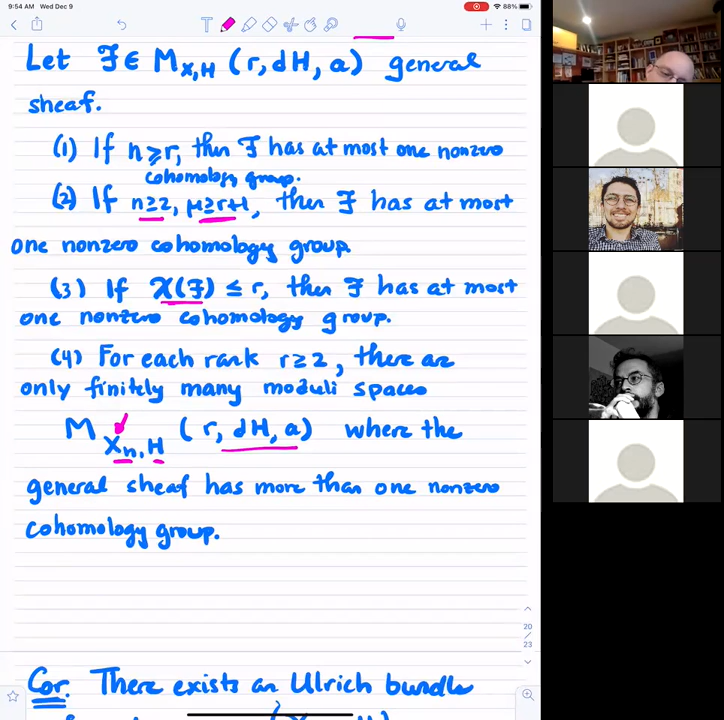 9:54 AM Wed Dec 9
88%
Let ℱ ∈ M_{X,H} (r, dH, a) general
sheaf.
(1) If n ≥ r, then ℱ has at most one nonzero
cohomology group.
(2) If n ≥ 2, μ ≥ r+1, then ℱ has at most
one nonzero cohomology group.
(3) If χ(ℱ) ≤ r, then ℱ has at most
one nonzero cohomology group.
(4) For each rank r ≥ 2, there are
only finitely many moduli spaces
M_{X_n, H} (r, dH, a) where the
general sheaf has more than one nonzero
cohomology group.
20
/
23
Cor. There exists an Ulrich bundle